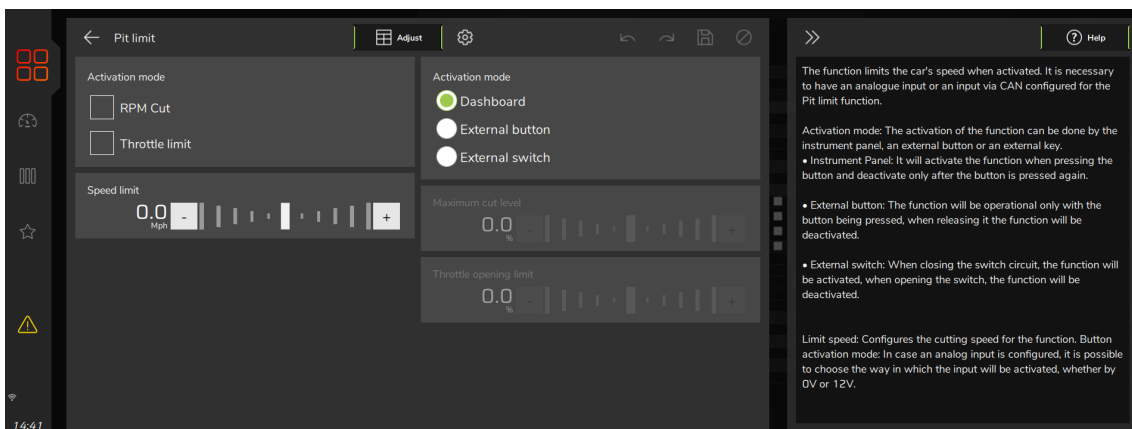 Pit limit
Adjust
Activation mode
RPM Cut
Throttle limit
Speed limit
0.0
Mph
-
+
Activation mode
Dashboard
External button
External switch
Maximum cut level
0.0
%
-
+
Throttle opening limit
0.0
%
-
+
14:41
Help
The function limits the car's speed when activated. It is necessary
to have an analogue input or an input via CAN configured for the
Pit limit function.
Activation mode: The activation of the function can be done by the
instrument panel, an external button or an external key.
• Instrument Panel: It will activate the function when pressing the
button and deactivate only after the button is pressed again.
• External button: The function will be operational only with the
button being pressed, when releasing it the function will be
deactivated.
• External switch: When closing the switch circuit, the function will
be activated, when opening the switch, the function will be
deactivated.
Limit speed: Configures the cutting speed for the function. Button
activation mode: In case an analog input is configured, it is possible
to choose the way in which the input will be activated, whether by
0V or 12V.